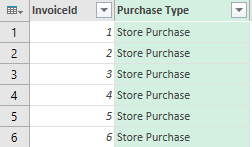 InvoiceId Purchase Type
1 1 Store Purchase
2 2 Store Purchase
3 3 Store Purchase
4 4 Store Purchase
5 5 Store Purchase
6 6 Store Purchase